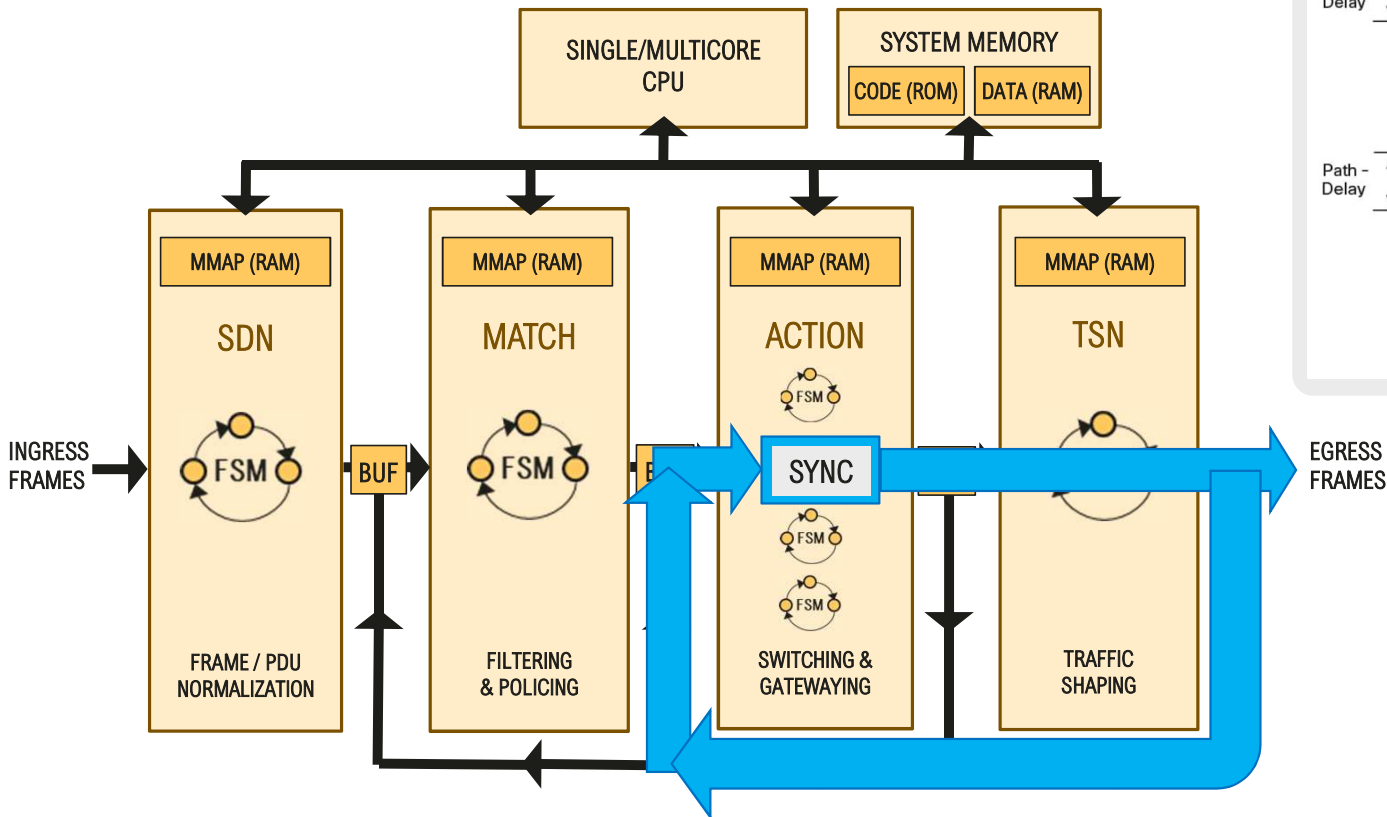 Delay
SINGLE/MULTICORE
CPU
SYSTEM MEMORY
CODE (ROM)
DATA (RAM)
Path -
Delay
MMAP (RAM)
MMAP (RAM)
MMAP (RAM)
MMAP (RAM)
SDN
MATCH
ACTION
TSN
FSM
INGRESS
FRAMES
FSM
BUF
FSM
SYNC
EGRESS
FRAMES
FSM
FSM
FRAME / PDU
NORMALIZATION
FILTERING
& POLICING
SWITCHING &
GATEWAYING
TRAFFIC
SHAPING